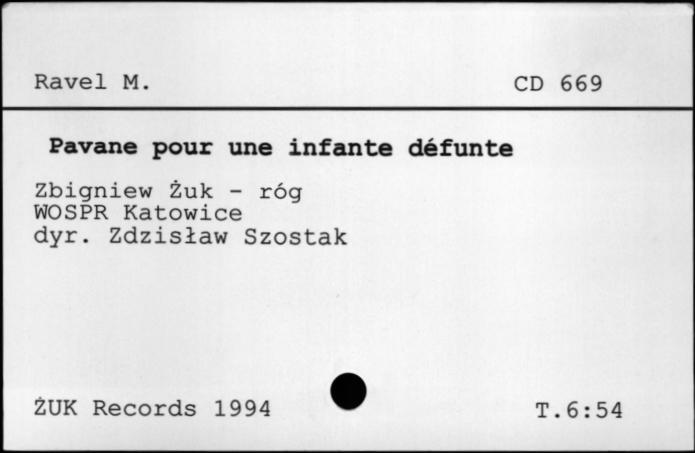 Ravel M. CD 669
Pavane pour une infante défunte
Zbigniew Żuk - róg
WOSPR Katowice
dyr. Zdzisław Szostak
ŻUK Records 1994 T.6:54